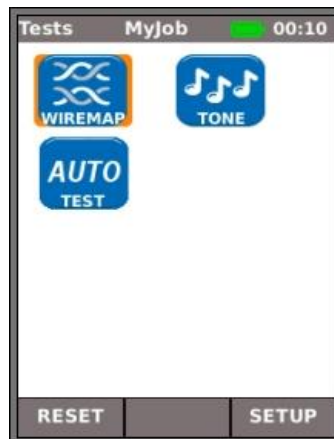 Tests MyJob 00:10
WIREMAP TONE
AUTO
TEST
RESET SETUP